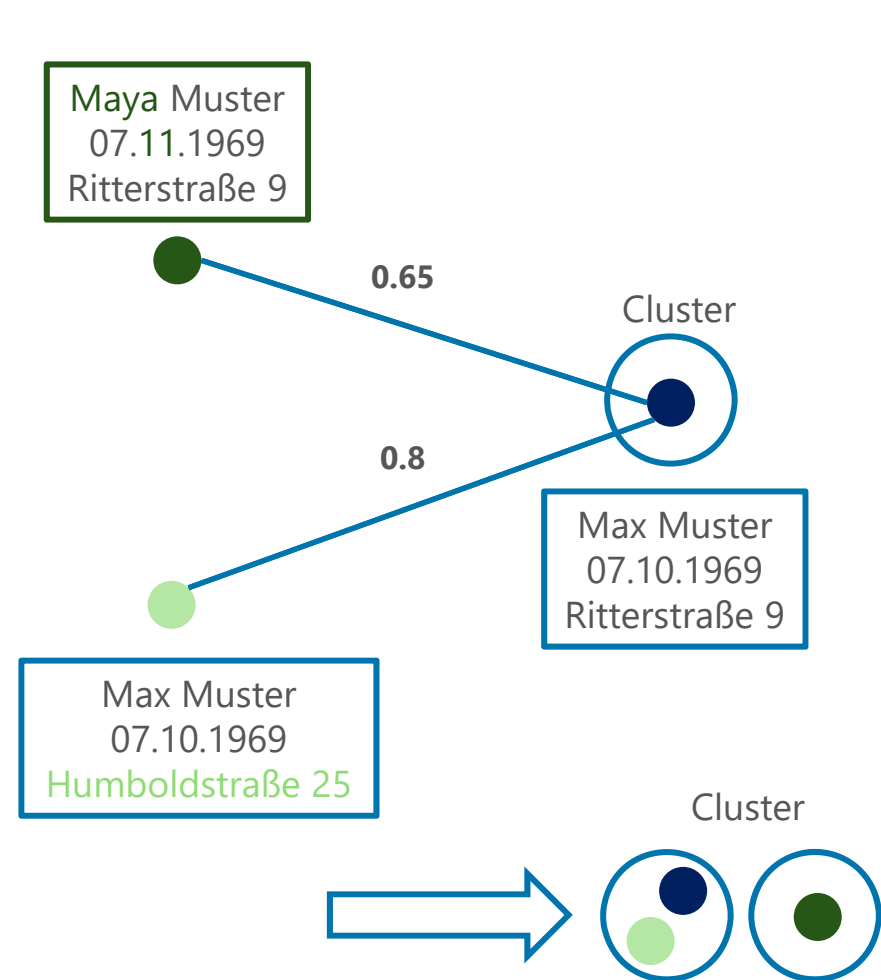 Maya Muster
07.11.1969
Ritterstraße 9
0.65
Cluster
0.8
Max Muster
07.10.1969
Ritterstraße 9
Max Muster
07.10.1969
Humboldstraße 25
Cluster